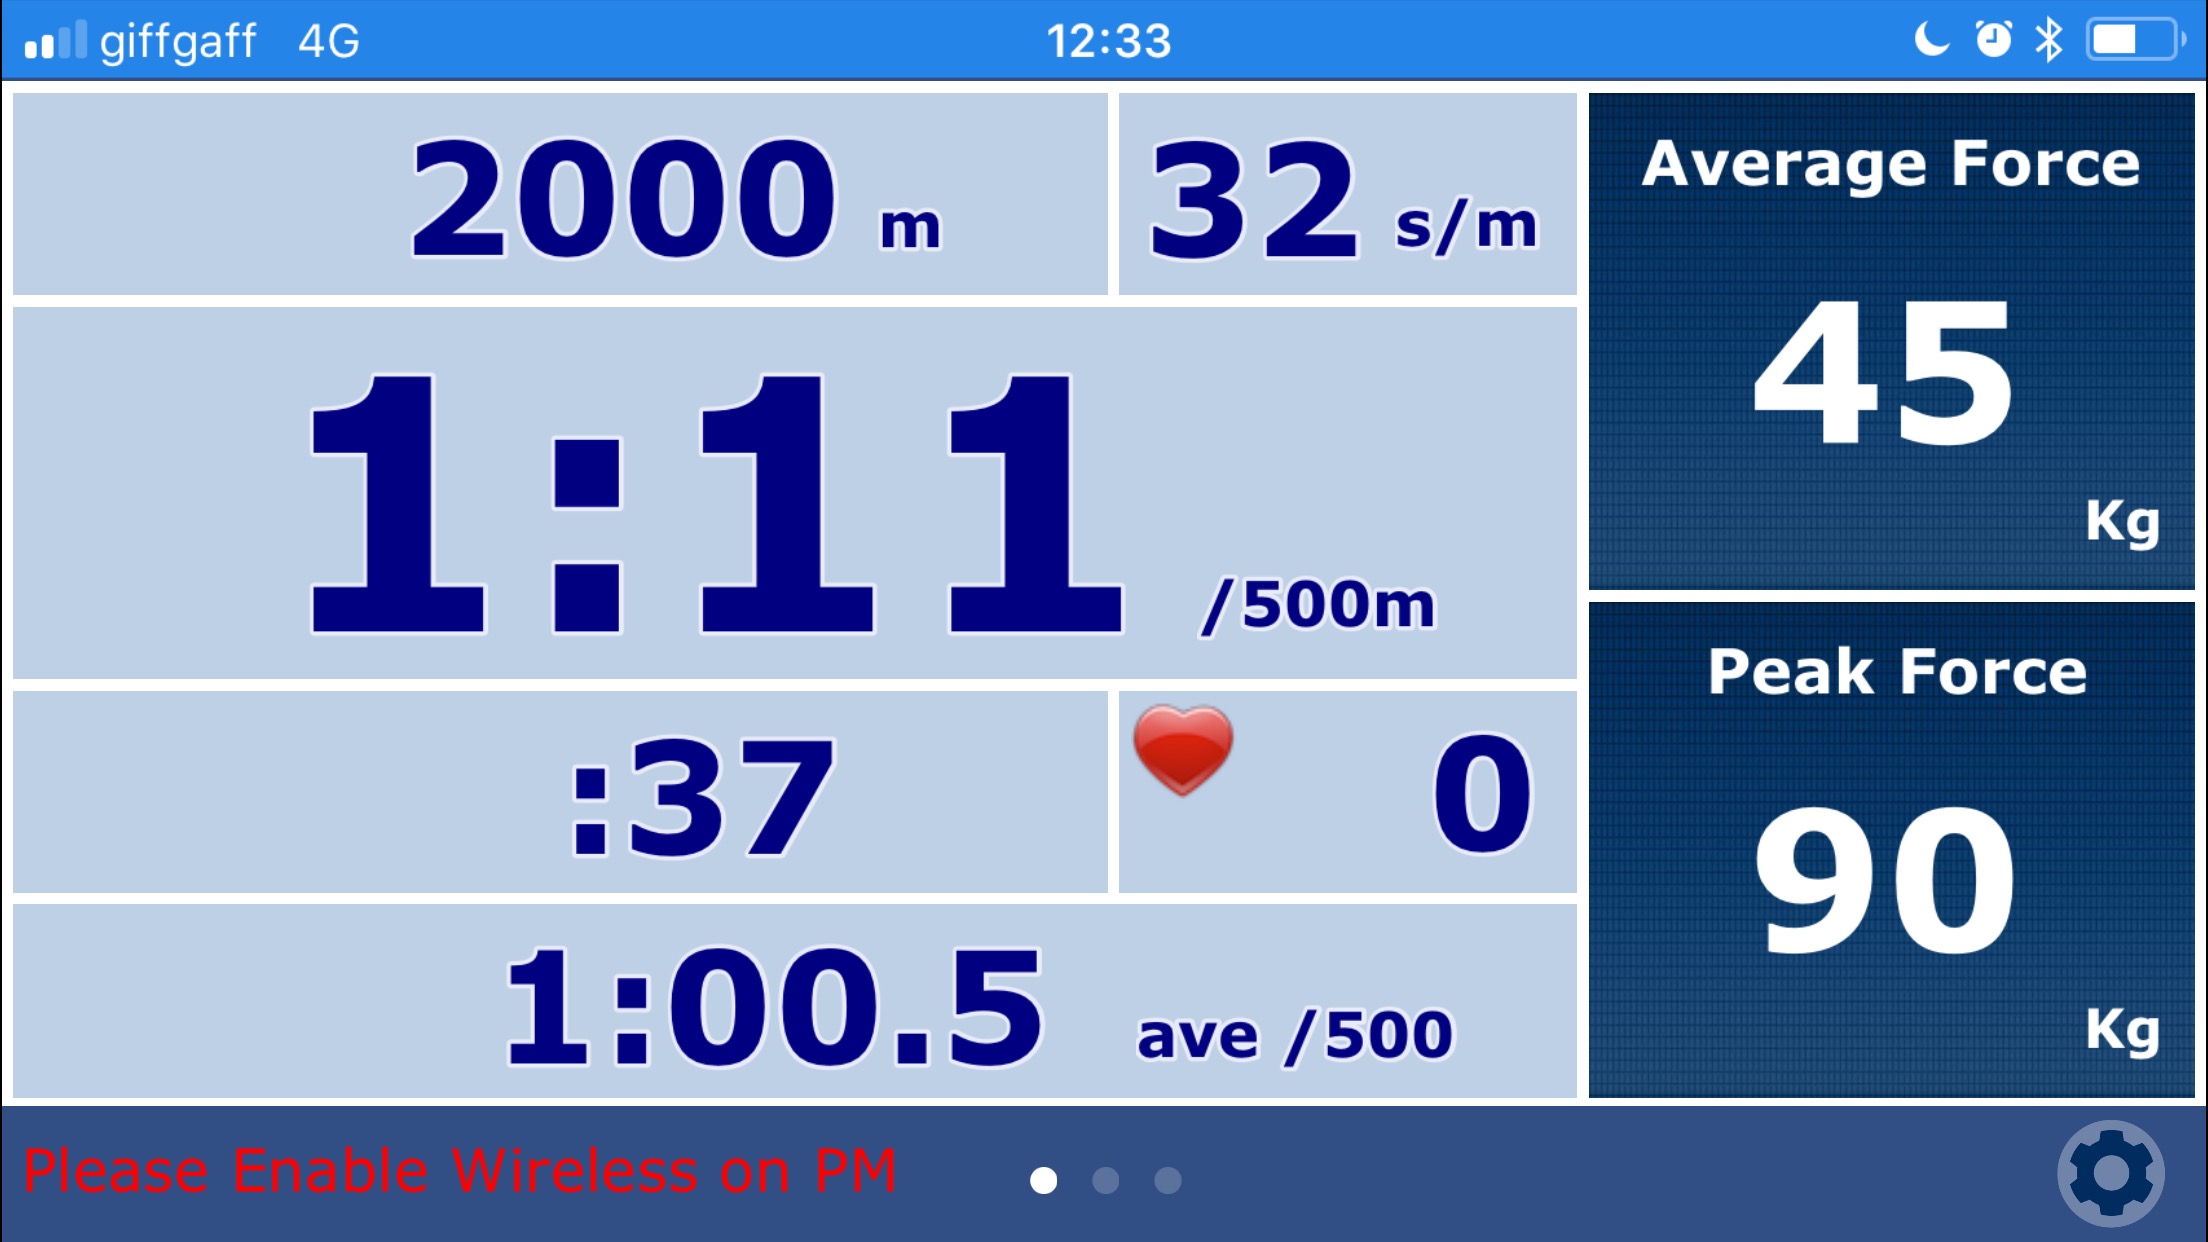 giffgaff 4G 12:33
2000 m
32 s/m
1:11 /500m
:37
0
1:00.5 ave /500
Average Force
45
Kg
Peak Force
90
Kg
Please Enable Wireless on PM